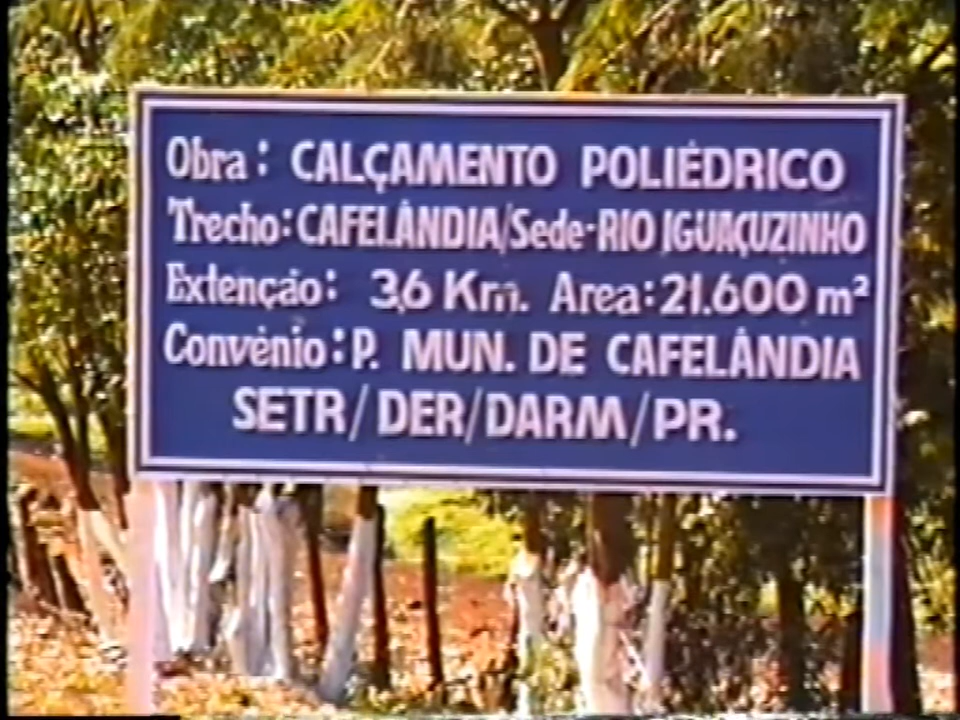 Obra: CALÇAMENTO POLIÉDRICO
Trecho: CAFELÂNDIA/Sede-RIO IGUAÇUZINHO
Extenção: 3,6 Km. Area: 21.600 m²
Convênio: P. MUN. DE CAFELÂNDIA
SETR/DER/DARM/PR.